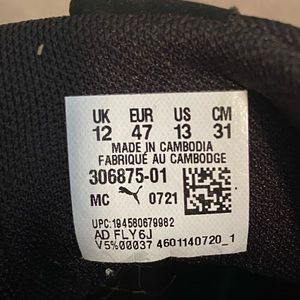 UK EUR US CM
12 47 13 31
MADE IN CAMBODIA
FABRIQUÉ AU CAMBODGE
306875-01
MC 0721
UPC:194580679982
AD FLY6J
V5%00037 4601140720_1